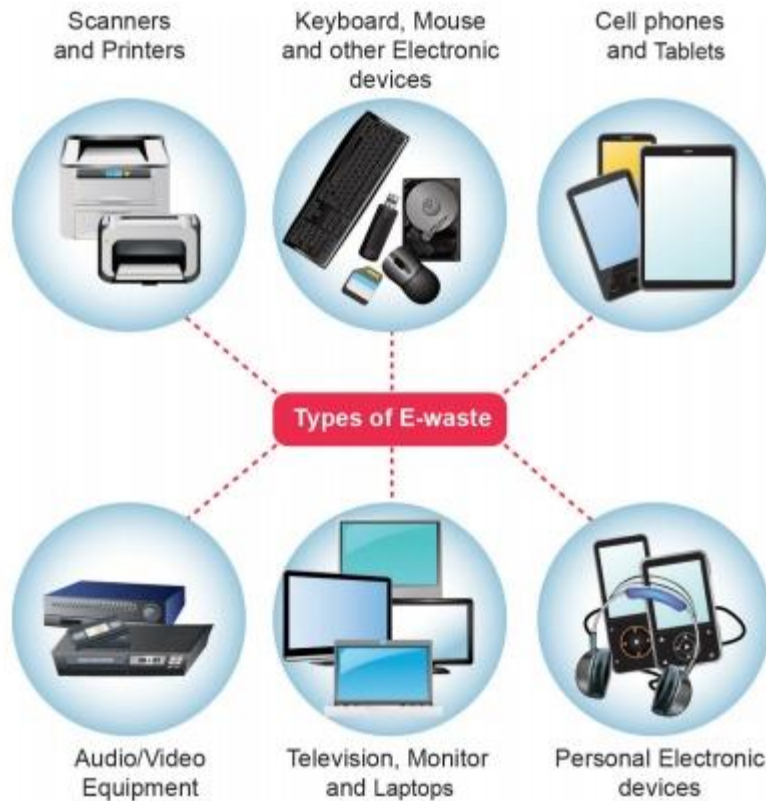 Scanners
and Printers
Keyboard, Mouse
and other Electronic
devices
Cell phones
and Tablets
Types of E-waste
Audio/Video
Equipment
Television, Monitor
and Laptops
Personal Electronic
devices